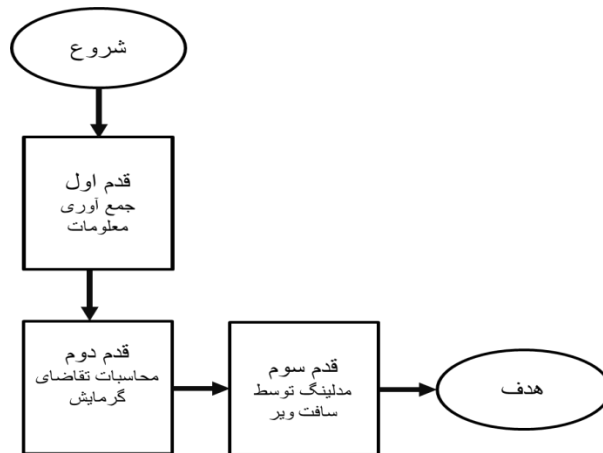 شروع
قدم اول
جمع آوری
معلومات
قدم دوم
محاسبات تقاضای
گرمایش
قدم سوم
مدلینگ توسط
سافت ویر
هدف